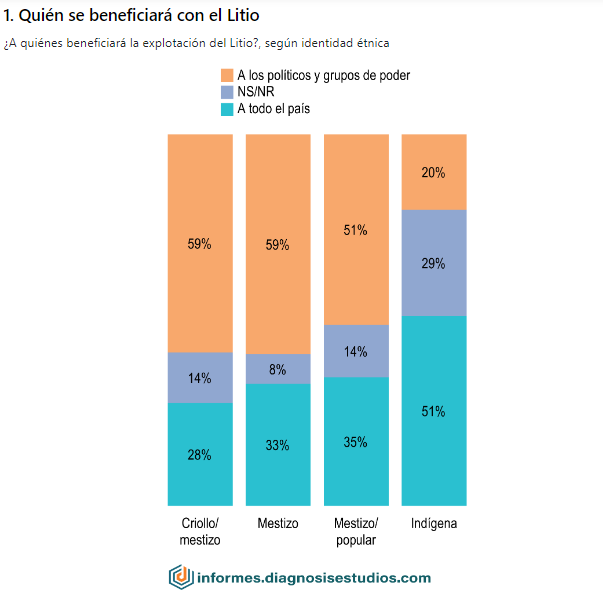 1. Quién se beneficiará con el Litio
¿A quiénes beneficiará la explotación del Litio?, según identidad étnica
A los políticos y grupos de poder
NS/NR
A todo el país
59%
59%
51%
20%
29%
14%
8%
14%
28%
33%
35%
51%
Criollo/
mestizo
Mestizo
Mestizo/
popular
Indígena
informes.diagnosisestudios.com